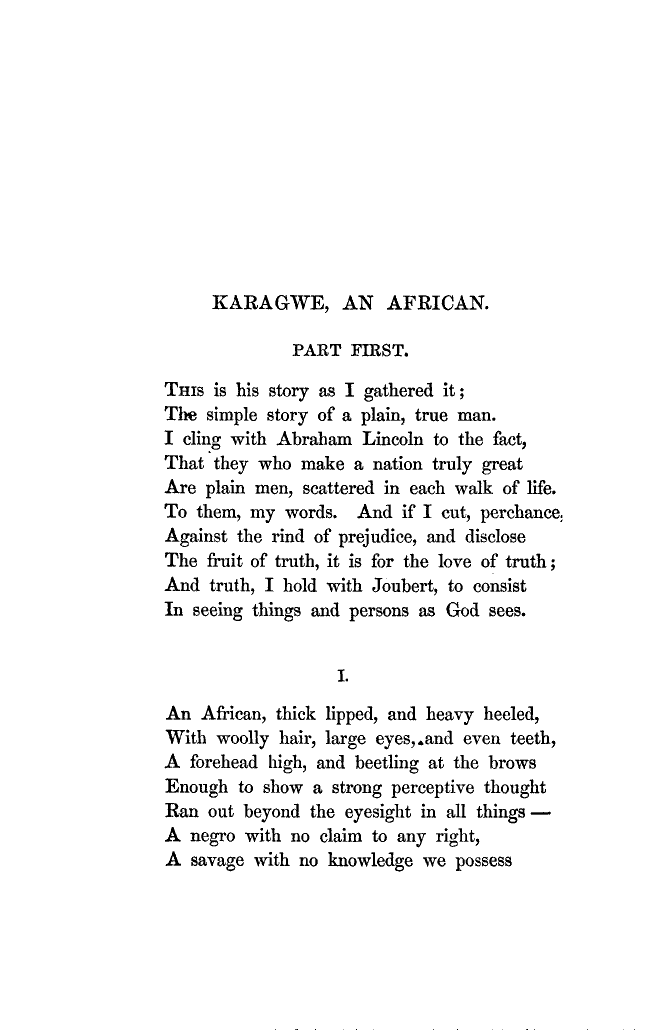 KARAGWE, AN AFRICAN.
PART FIRST.
THIS is his story as I gathered it;
The simple story of a plain, true man.
I cling with Abraham Lincoln to the fact,
That they who make a nation truly great
Are plain men, scattered in each walk of life.
To them, my words. And if I cut, perchance,
Against the rind of prejudice, and disclose
The fruit of truth, it is for the love of truth;
And truth, I hold with Joubert, to consist
In seeing things and persons as God sees.
I.
An African, thick lipped, and heavy heeled,
With woolly hair, large eyes, and even teeth,
A forehead high, and beetling at the brows
Enough to show a strong perceptive thought
Ran out beyond the eyesight in all things —
A negro with no claim to any right,
A savage with no knowledge we possess